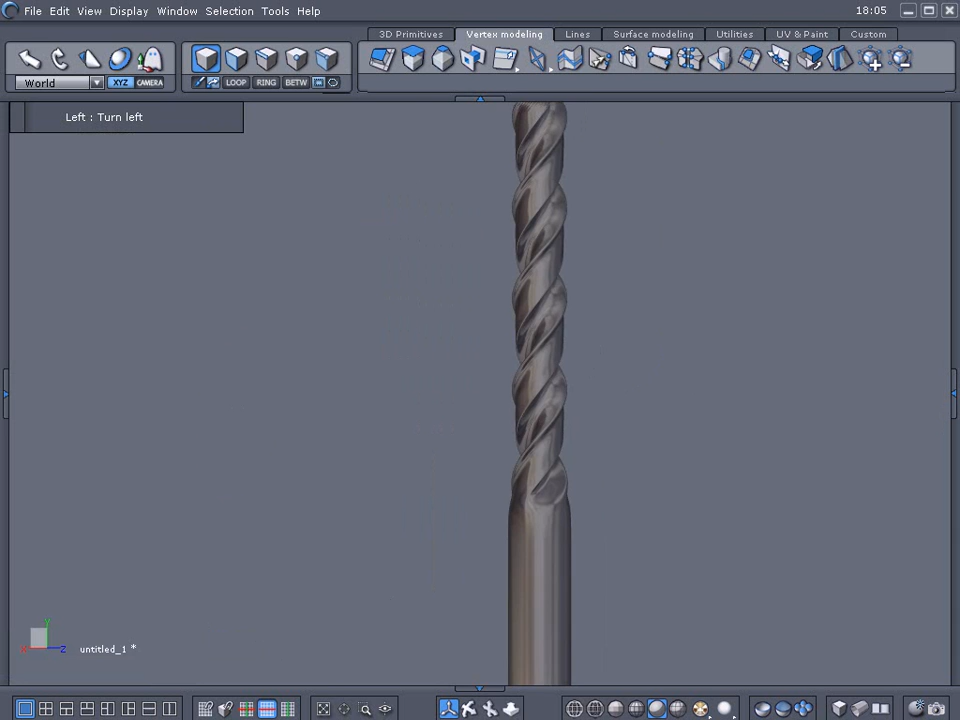 File Edit View Display Window Selection Tools Help 18:05
3D Primitives Vertex modeling Lines Surface modeling Utilities UV & Paint Custom
World XYZ CAMERA LOOP RING BETW
Left : Turn left
Y
X Z untitled_1 *